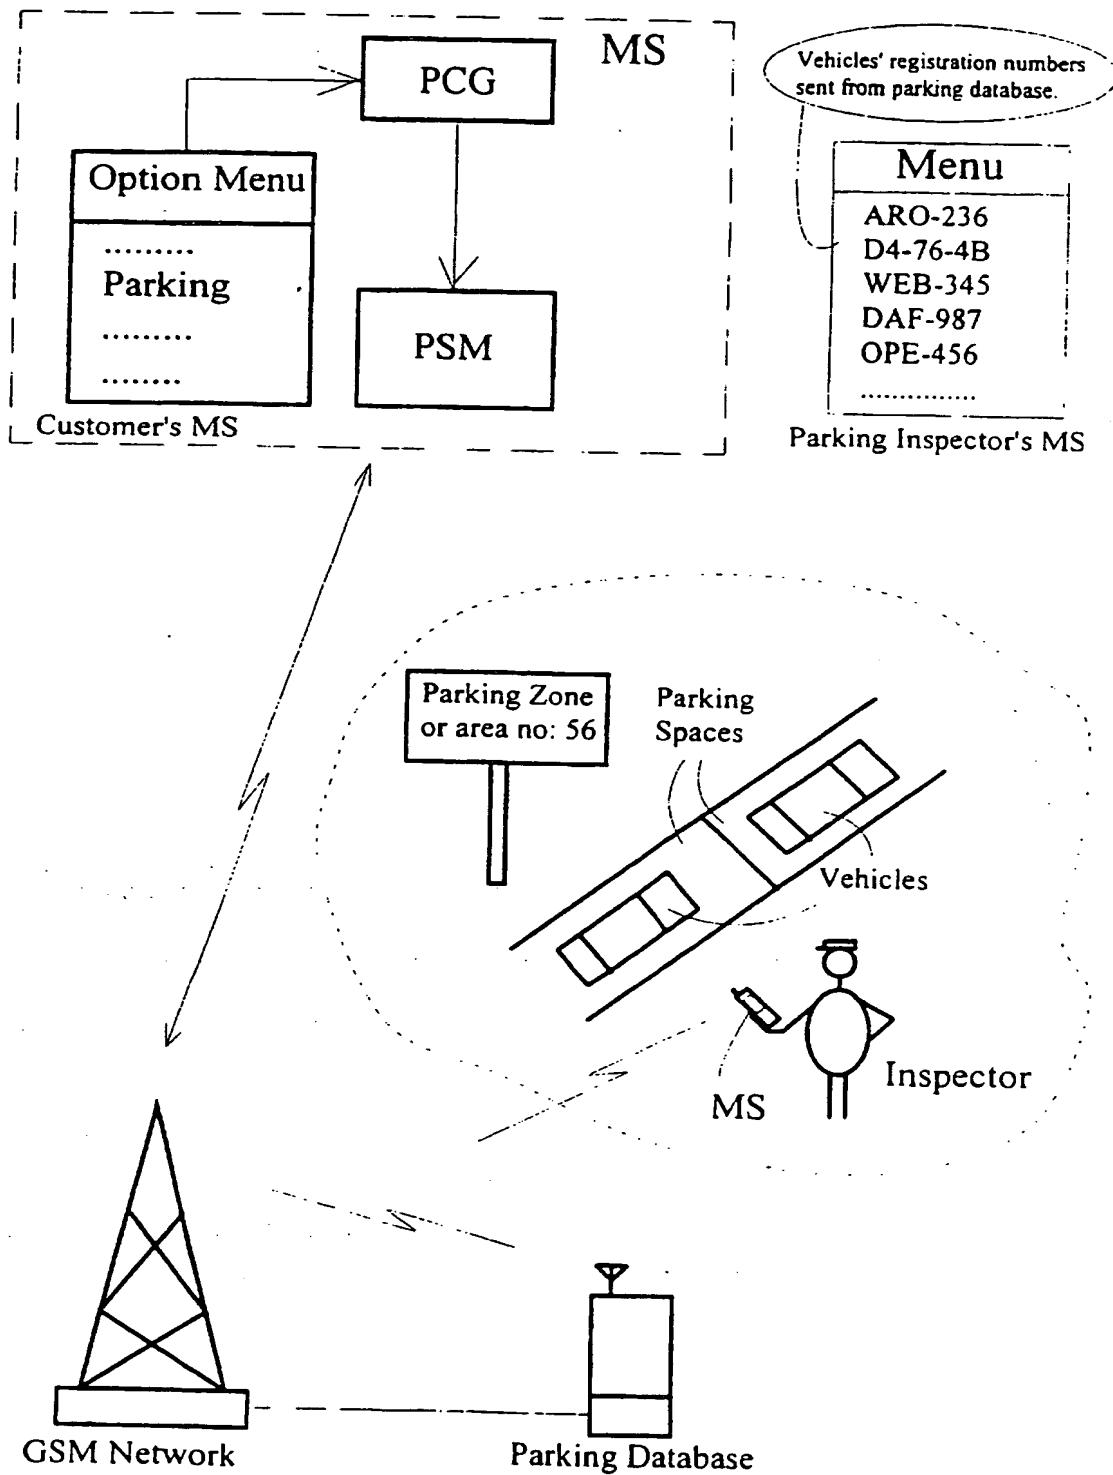 MS
PCG
Option Menu
.........
Parking
.........
........
PSM
Customer's MS
Vehicles' registration numbers
sent from parking database.
Menu
ARO-236
D4-76-4B
WEB-345
DAF-987
OPE-456
...............
Parking Inspector's MS
Parking Zone
or area no: 56
Parking
Spaces
Vehicles
Inspector
MS
GSM Network
Parking Database